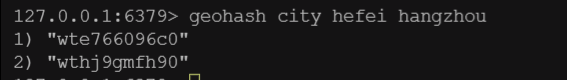 127.0.0.1:6379> geohash city hefei hangzhou
1) "wte766096c0"
2) "wthj9gmfh90"